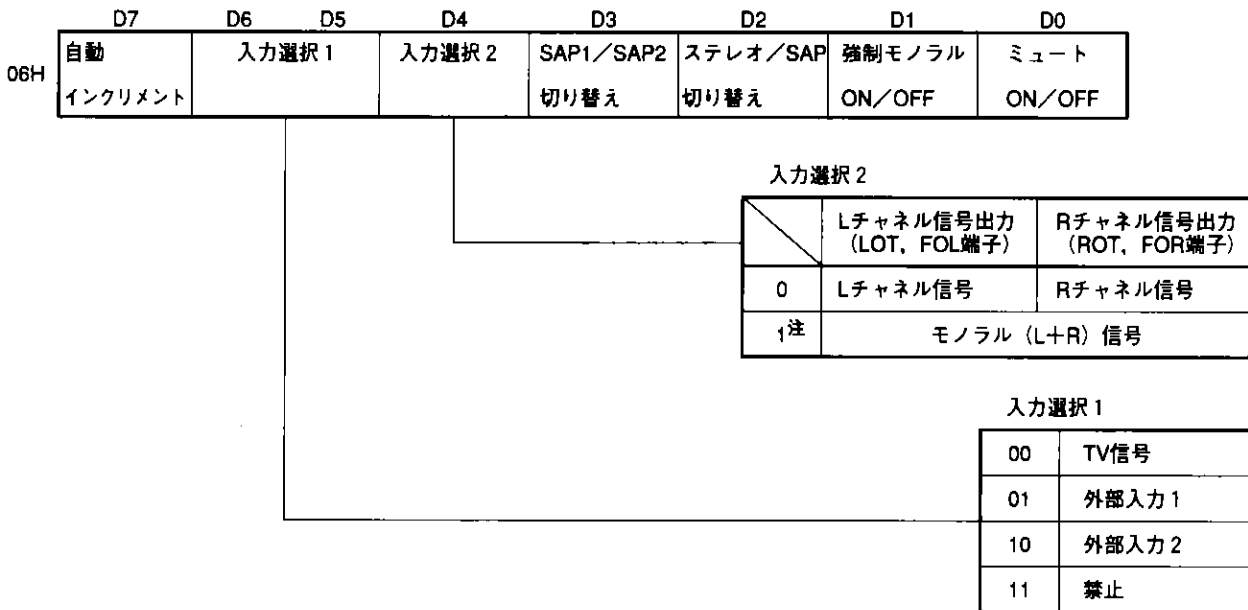 D7 D6 D5 D4 D3 D2 D1 D0
06H
自動 入力選択1 入力選択2 SAP1/SAP2 ステレオ/SAP 強制モノラル ミュート
インクリメント 切り替え 切り替え ON/OFF ON/OFF
入力選択2
Lチャネル信号出力 Rチャネル信号出力
(LOT, FOL端子) (ROT, FOR端子)
0 Lチャネル信号 Rチャネル信号
1注 モノラル (L+R) 信号
入力選択1
00 TV信号
01 外部入力1
10 外部入力2
11 禁止